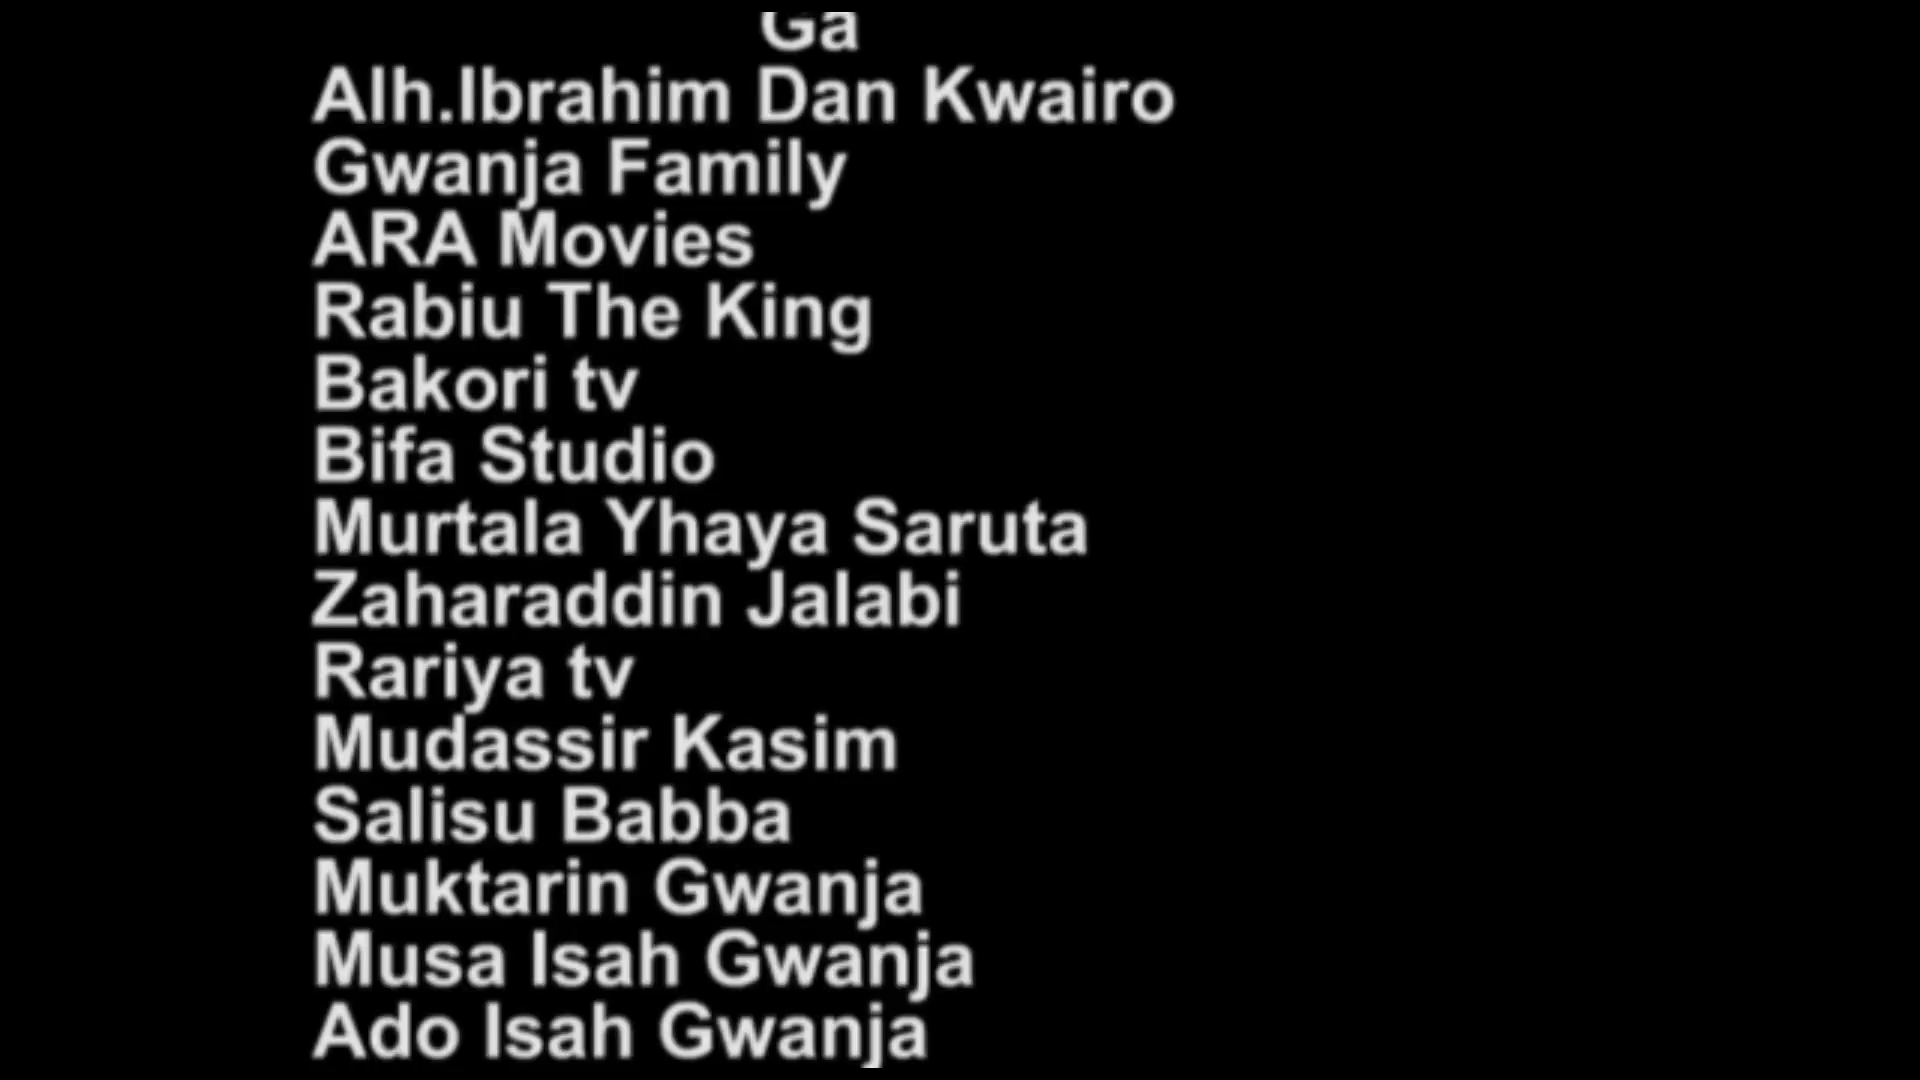 Ga
Alh.Ibrahim Dan Kwairo
Gwanja Family
ARA Movies
Rabiu The King
Bakori tv
Bifa Studio
Murtala Yhaya Saruta
Zaharaddin Jalabi
Rariya tv
Mudassir Kasim
Salisu Babba
Muktarin Gwanja
Musa Isah Gwanja
Ado Isah Gwanja